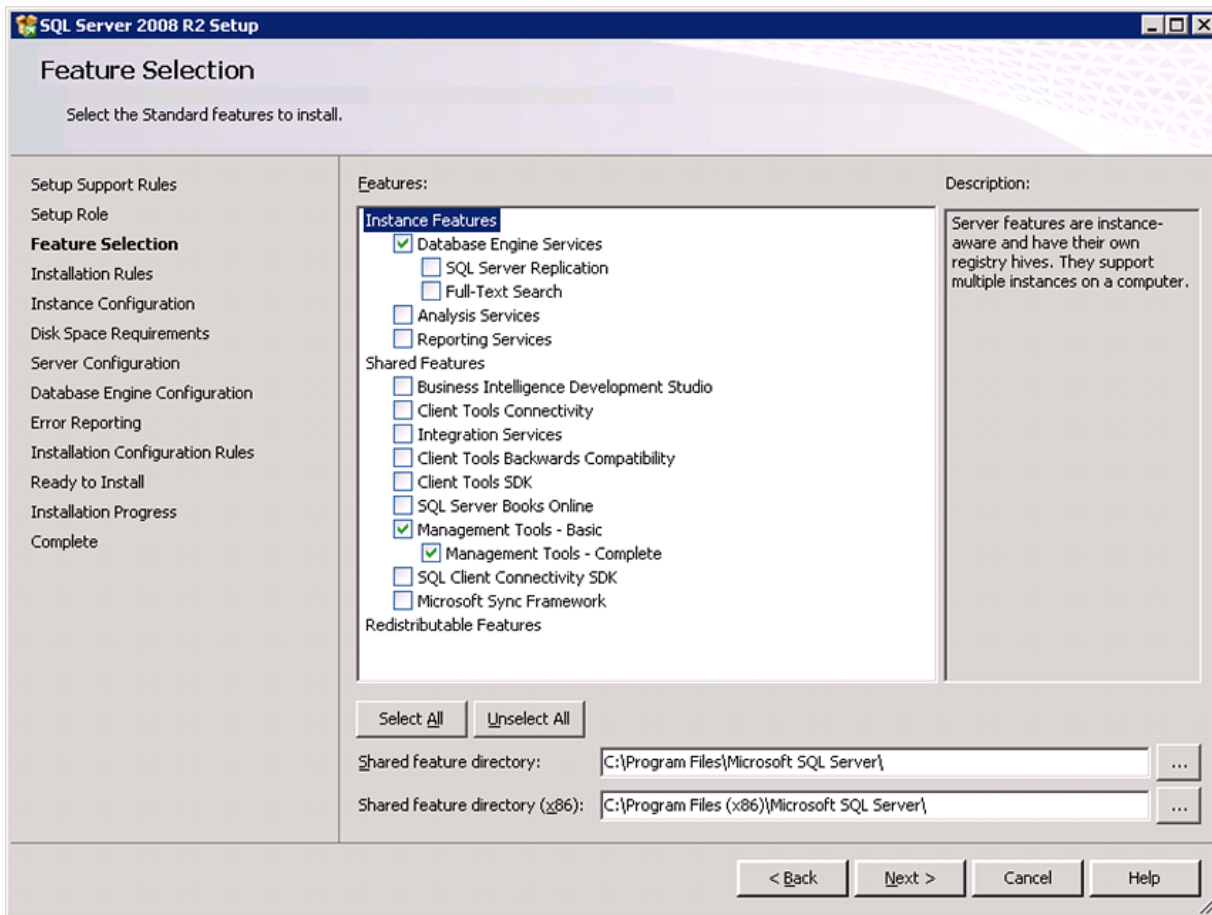 SQL Server 2008 R2 Setup
Feature Selection
Select the Standard features to install.
Setup Support Rules
Setup Role
Feature Selection
Installation Rules
Instance Configuration
Disk Space Requirements
Server Configuration
Database Engine Configuration
Error Reporting
Installation Configuration Rules
Ready to Install
Installation Progress
Complete
Features:
Instance Features
Database Engine Services
SQL Server Replication
Full-Text Search
Analysis Services
Reporting Services
Shared Features
Business Intelligence Development Studio
Client Tools Connectivity
Integration Services
Client Tools Backwards Compatibility
Client Tools SDK
SQL Server Books Online
Management Tools - Basic
Management Tools - Complete
SQL Client Connectivity SDK
Microsoft Sync Framework
Redistributable Features
Description:
Server features are instance-
aware and have their own
registry hives. They support
multiple instances on a computer.
Select All
Unselect All
Shared feature directory:
C:\Program Files\Microsoft SQL Server\
...
Shared feature directory (x86):
C:\Program Files (x86)\Microsoft SQL Server\
...
< Back
Next >
Cancel
Help